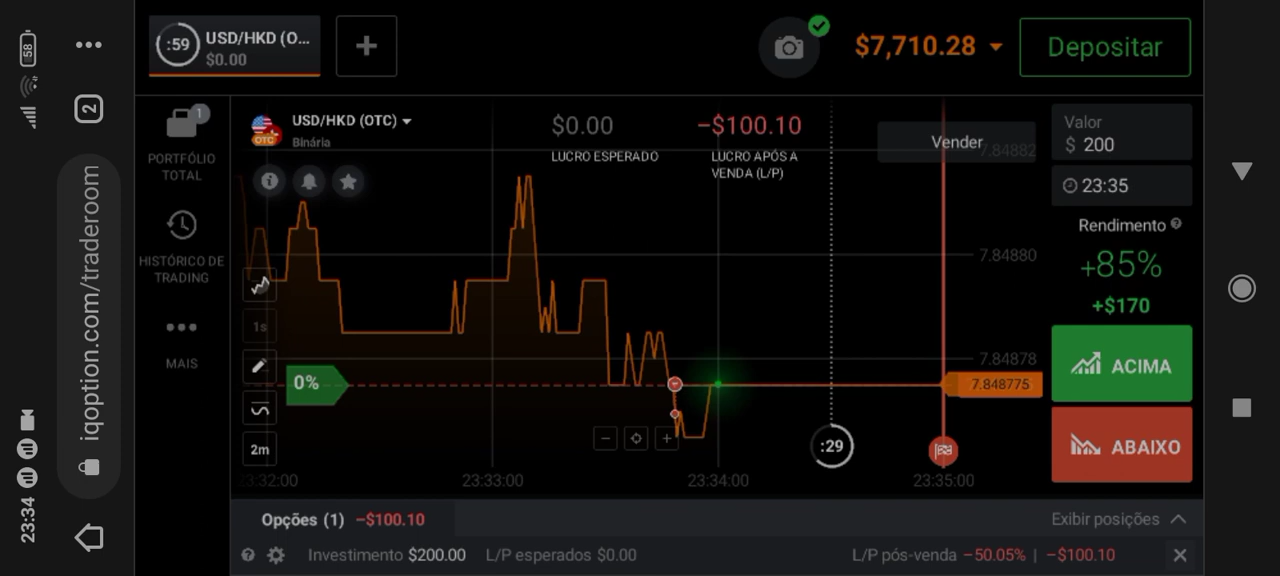 :59
USD/HKD (O...
$0.00
+
$7,710.28
Depositar
1
PORTFÓLIO
TOTAL
HISTÓRICO DE
TRADING
MAIS
OTC
USD/HKD (OTC)
Binária
$0.00
LUCRO ESPERADO
−$100.10
LUCRO APÓS A
VENDA (L/P)
Vender
7.84882
7.84880
7.84878
7.848775
1s
2m
0%
:29
23:32:00
23:33:00
23:34:00
23:35:00
Valor
$ 200
23:35
Rendimento
+85%
+$170
ACIMA
ABAIXO
Opções (1) −$100.10
Exibir posições
Investimento $200.00 L/P esperados $0.00
L/P pós-venda −50.05% | −$100.10
58
2
iqoption.com/traderoom
23:34